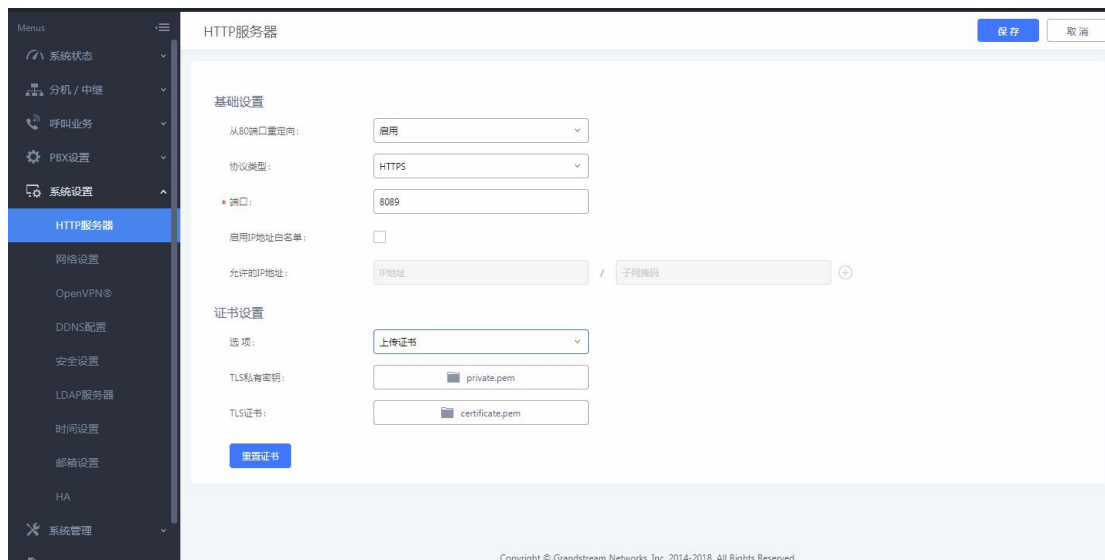 Menus
系统状态
分机 / 中继
呼叫业务
PBX设置
系统设置
HTTP服务器
网络设置
OpenVPN®
DDNS配置
安全设置
LDAP服务器
时间设置
邮箱设置
HA
系统管理
HTTP服务器
保存
取消
基础设置
从80端口重定向: 启用
协议类型: HTTPS
* 端口: 8089
启用IP地址白名单:
允许的IP地址: IP地址 / 子网掩码
证书设置
选项: 上传证书
TLS私有密钥: private.pem
TLS证书: certificate.pem
重置证书
Copyright © Grandstream Networks, Inc. 2014-2018. All Rights Reserved.